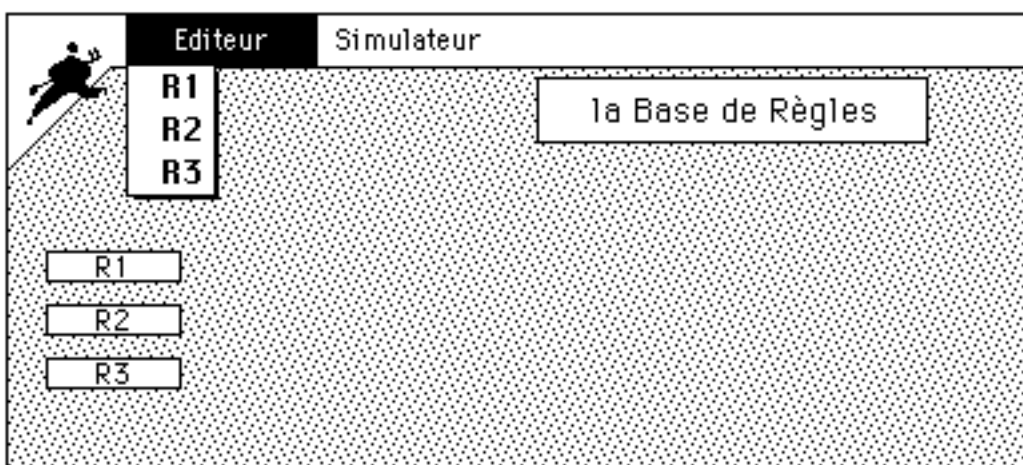 Editeur Simulateur
R1
R2
R3
la Base de Règles
R1
R2
R3